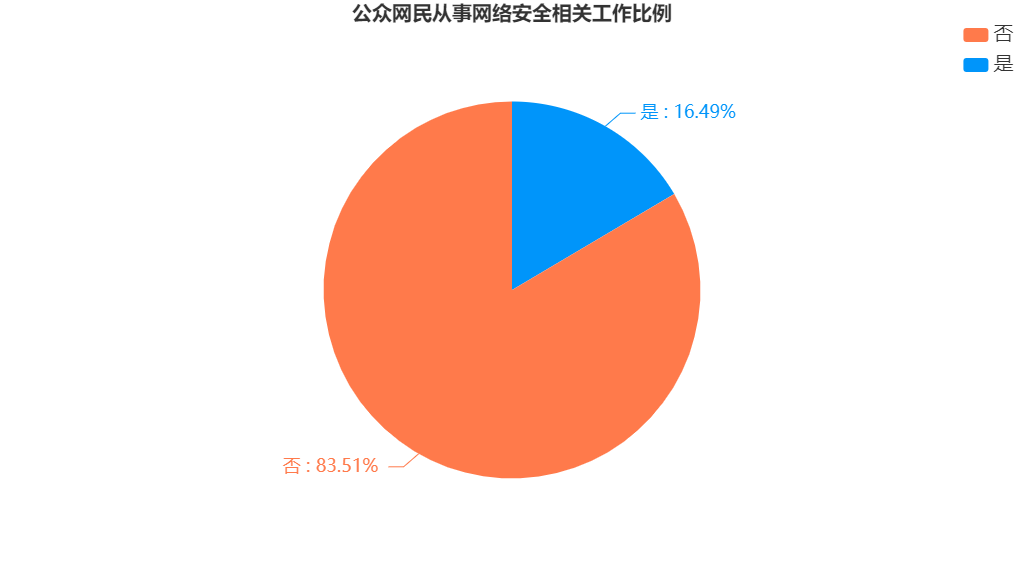 公众网民从事网络安全相关工作比例
否
是
是 : 16.49%
否 : 83.51%